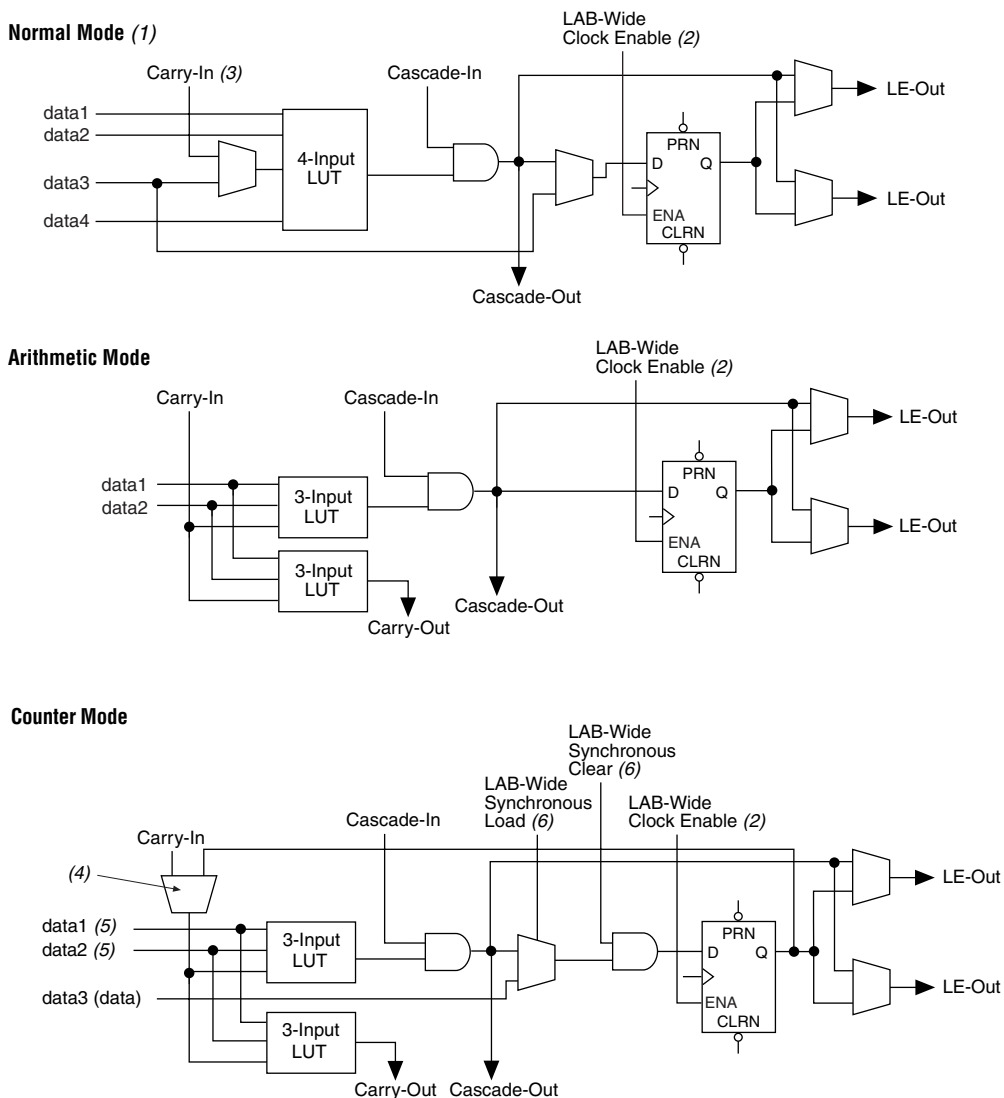 Normal Mode (1)
LAB-Wide
Clock Enable (2)
Carry-In (3)
Cascade-In
LE-Out
data1
data2
4-Input
LUT
PRN
D
Q
data3
LE-Out
data4
ENA
CLRN
Cascade-Out
Arithmetic Mode
LAB-Wide
Clock Enable (2)
Carry-In
Cascade-In
LE-Out
PRN
data1
data2
3-Input
LUT
D
Q
LE-Out
ENA
CLRN
3-Input
LUT
Cascade-Out
Carry-Out
Counter Mode
LAB-Wide
Synchronous
Clear (6)
LAB-Wide
Synchronous
Load (6)
LAB-Wide
Clock Enable (2)
Cascade-In
Carry-In
(4)
LE-Out
data1 (5)
data2 (5)
3-Input
LUT
PRN
D
Q
data3 (data)
LE-Out
ENA
CLRN
3-Input
LUT
Carry-Out
Cascade-Out